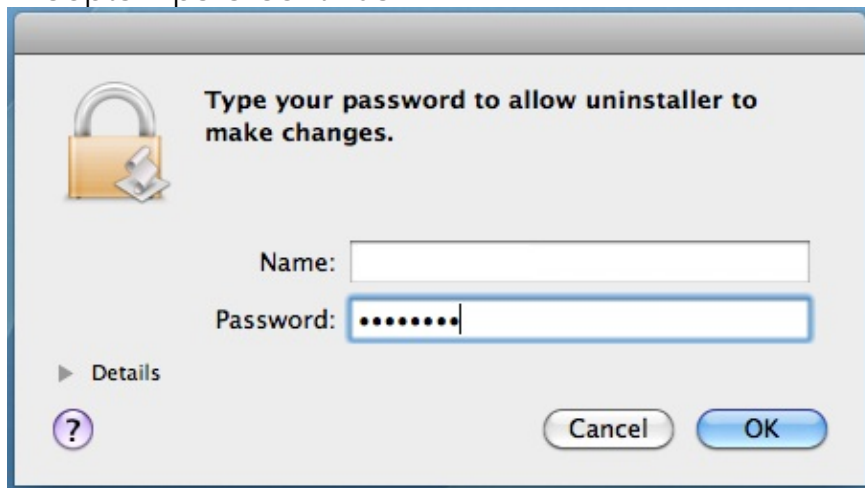 Type your password to allow uninstaller to
make changes.
Name:
Password: ••••••••
Details
?
Cancel
OK